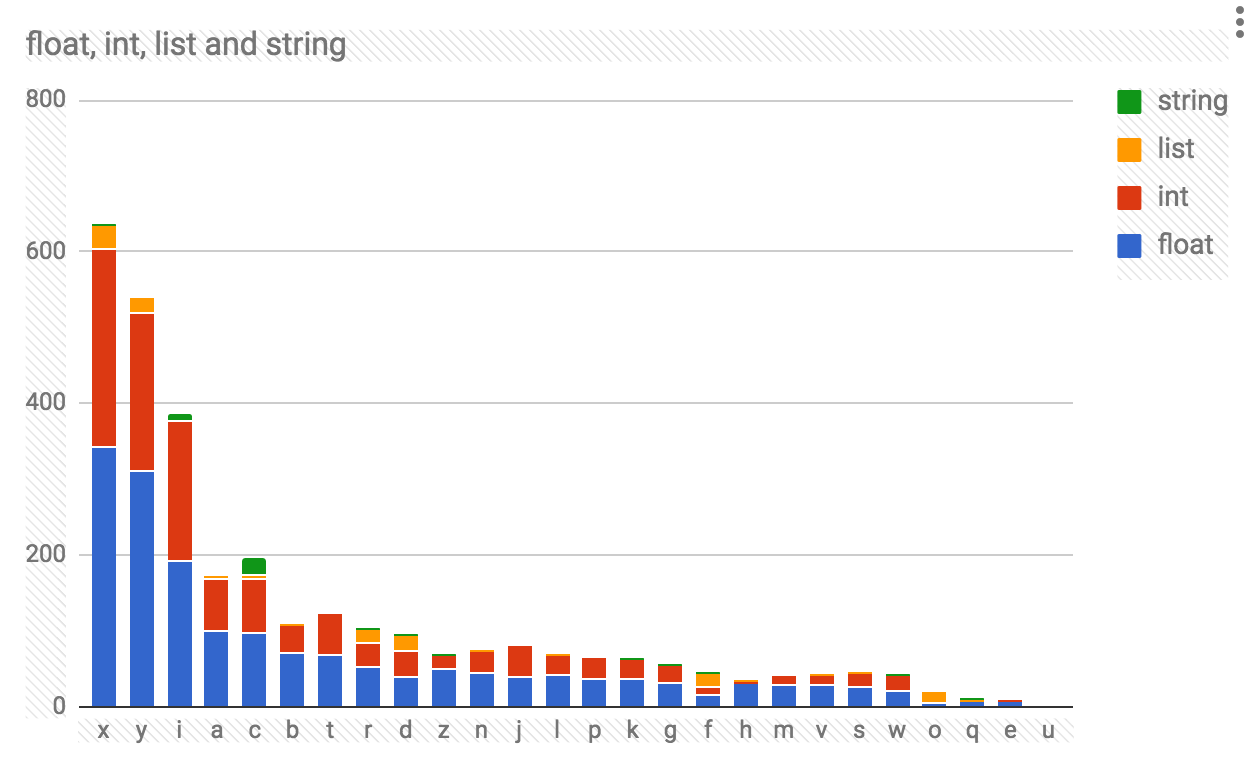 float, int, list and string
800
600
400
200
0
string
list
int
float
x y i a c b t r d z n j l p k g f h m v s w o q e u